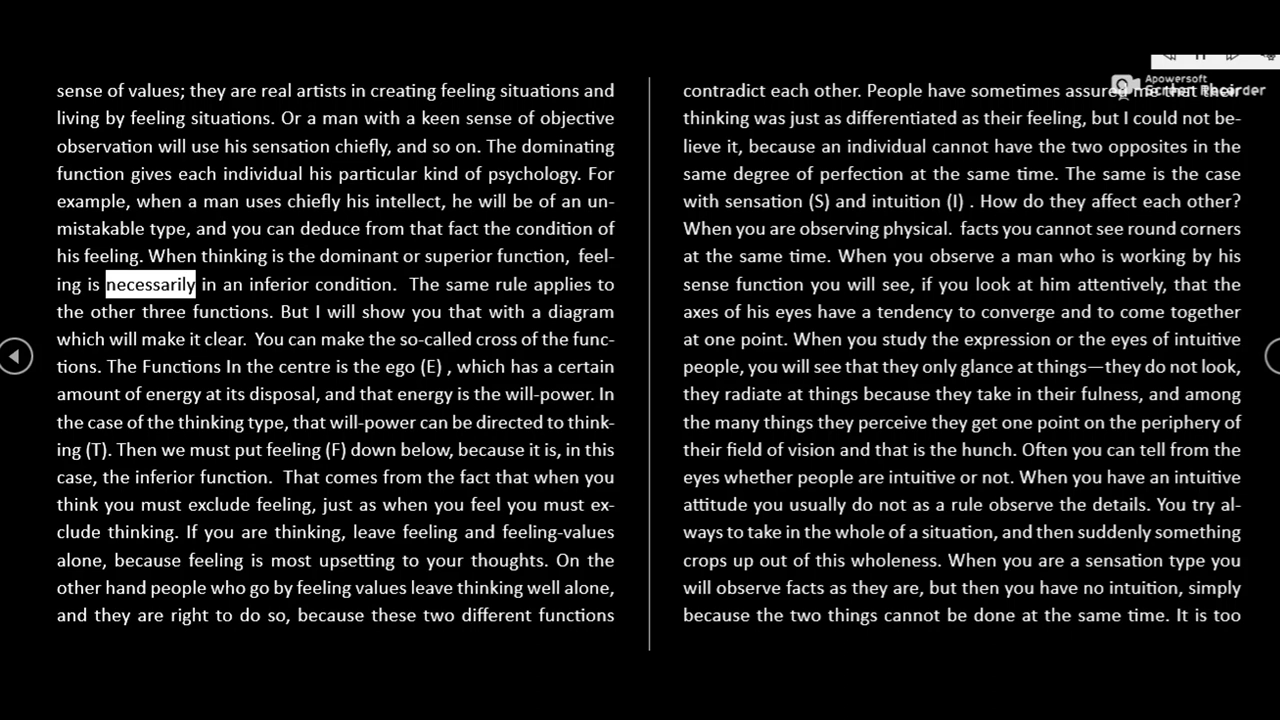 sense of values; they are real artists in creating feeling situations and
living by feeling situations. Or a man with a keen sense of objective
observation will use his sensation chiefly, and so on. The dominating
function gives each individual his particular kind of psychology. For
example, when a man uses chiefly his intellect, he will be of an un-
mistakable type, and you can deduce from that fact the condition of
his feeling. When thinking is the dominant or superior function, feel-
ing is necessarily in an inferior condition. The same rule applies to
the other three functions. But I will show you that with a diagram
which will make it clear. You can make the so-called cross of the func-
tions. The Functions In the centre is the ego (E) , which has a certain
amount of energy at its disposal, and that energy is the will-power. In
the case of the thinking type, that will-power can be directed to think-
ing (T). Then we must put feeling (F) down below, because it is, in this
case, the inferior function. That comes from the fact that when you
think you must exclude feeling, just as when you feel you must ex-
clude thinking. If you are thinking, leave feeling and feeling-values
alone, because feeling is most upsetting to your thoughts. On the
other hand people who go by feeling values leave thinking well alone,
and they are right to do so, because these two different functions
contradict each other. People have sometimes assured me that their
thinking was just as differentiated as their feeling, but I could not be-
lieve it, because an individual cannot have the two opposites in the
same degree of perfection at the same time. The same is the case
with sensation (S) and intuition (I) . How do they affect each other?
When you are observing physical. facts you cannot see round corners
at the same time. When you observe a man who is working by his
sense function you will see, if you look at him attentively, that the
axes of his eyes have a tendency to converge and to come together
at one point. When you study the expression or the eyes of intuitive
people, you will see that they only glance at things—they do not look,
they radiate at things because they take in their fulness, and among
the many things they perceive they get one point on the periphery of
their field of vision and that is the hunch. Often you can tell from the
eyes whether people are intuitive or not. When you have an intuitive
attitude you usually do not as a rule observe the details. You try al-
ways to take in the whole of a situation, and then suddenly something
crops up out of this wholeness. When you are a sensation type you
will observe facts as they are, but then you have no intuition, simply
because the two things cannot be done at the same time. It is too
Apowersoft
Screen Recorder